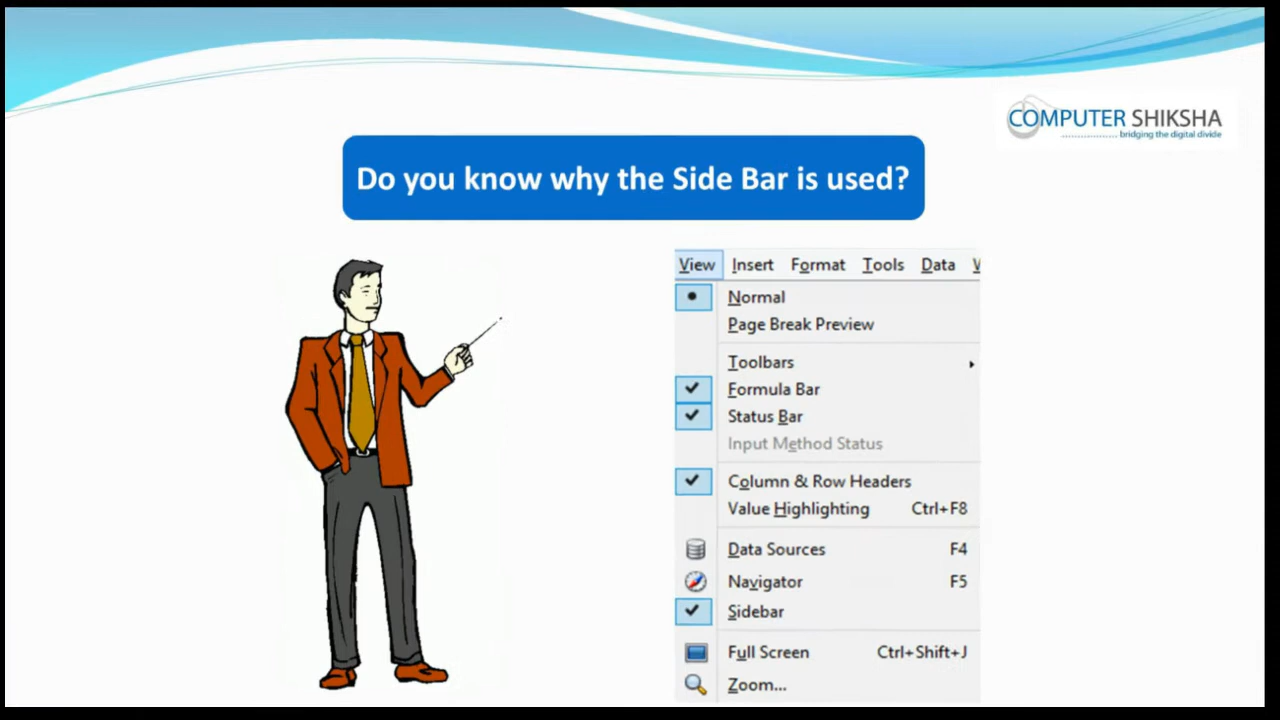 COMPUTER SHIKSHA
bridging the digital divide
Do you know why the Side Bar is used?
View Insert Format Tools Data
Normal
Page Break Preview
Toolbars
Formula Bar
Status Bar
Input Method Status
Column & Row Headers
Value Highlighting Ctrl+F8
Data Sources F4
Navigator F5
Sidebar
Full Screen Ctrl+Shift+J
Zoom...